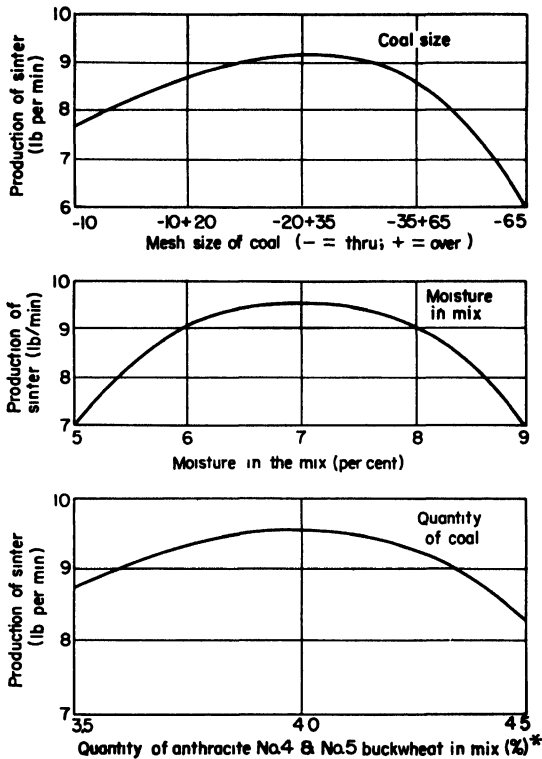 10
9
8
7
6
Production of sinter
(lb per min)
Coal size
-10
-10+20
-20+35
-35+65
-65
Mesh size of coal (– = thru; + = over)
10
9
8
7
Production of
sinter (lb/min)
Moisture
in mix
5
6
7
8
9
Moisture in the mix (per cent)
10
9
8
7
Production of sinter
(lb per min)
Quantity
of coal
3.5
4.0
4.5
Quantity of anthracite No.4 & No.5 buckwheat in mix (%)*